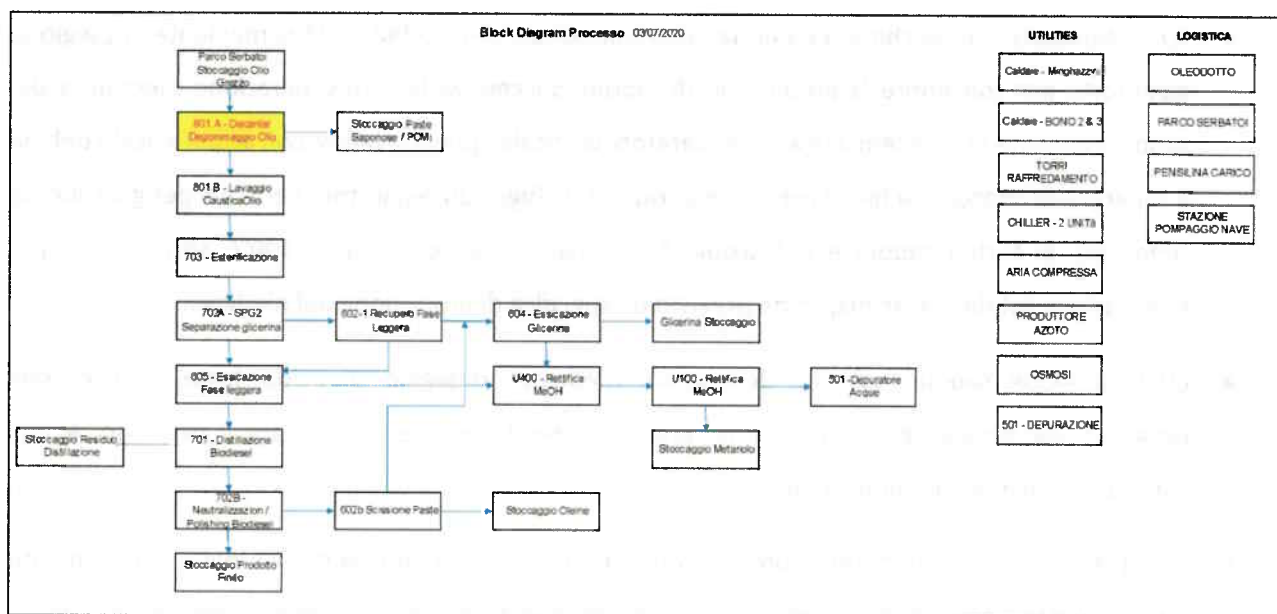 Block Diagram Processo 03/07/2020
UTILITIES
LOGISTICA
Parco Serbatoi
Stoccaggio Olio
Grezzo
801 A - Decanter
Degommaggio Olio
Stoccaggio Paste
Saponose / PCM
801 B - Lavaggio
Caustica Olio
703 - Esterificazione
702A - SPG2
Separazione glicerina
602-1 Recupero Fase
Leggera
604 - Essicazione
Glicerina
Glicerina Stoccaggio
605 - Essicazione
Fase leggera
U400 - Rettifica
MeOH
U100 - Rettifica
MeOH
501 - Depuratore
Acque
Stoccaggio Residuo
Distillazione
701 - Distillazione
Biodiesel
Stoccaggio Metanolo
702B -
Neutralizzazion /
Polishing Biodiesel
602b Scissione Paste
Stoccaggio Oleine
Stoccaggio Prodotto
Finito
Caldaie - Minghazzini
Caldaie - BONO 2 & 3
TORRI
RAFFREDAMENTO
CHILLER - 2 UNITÀ
ARIA COMPRESSA
PRODUTTORE
AZOTO
OSMOSI
501 - DEPURAZIONE
OLEODOTTO
PARCO SERBATOI
PENSILINA CARICO
STAZIONE
POMPAGGIO NAVE